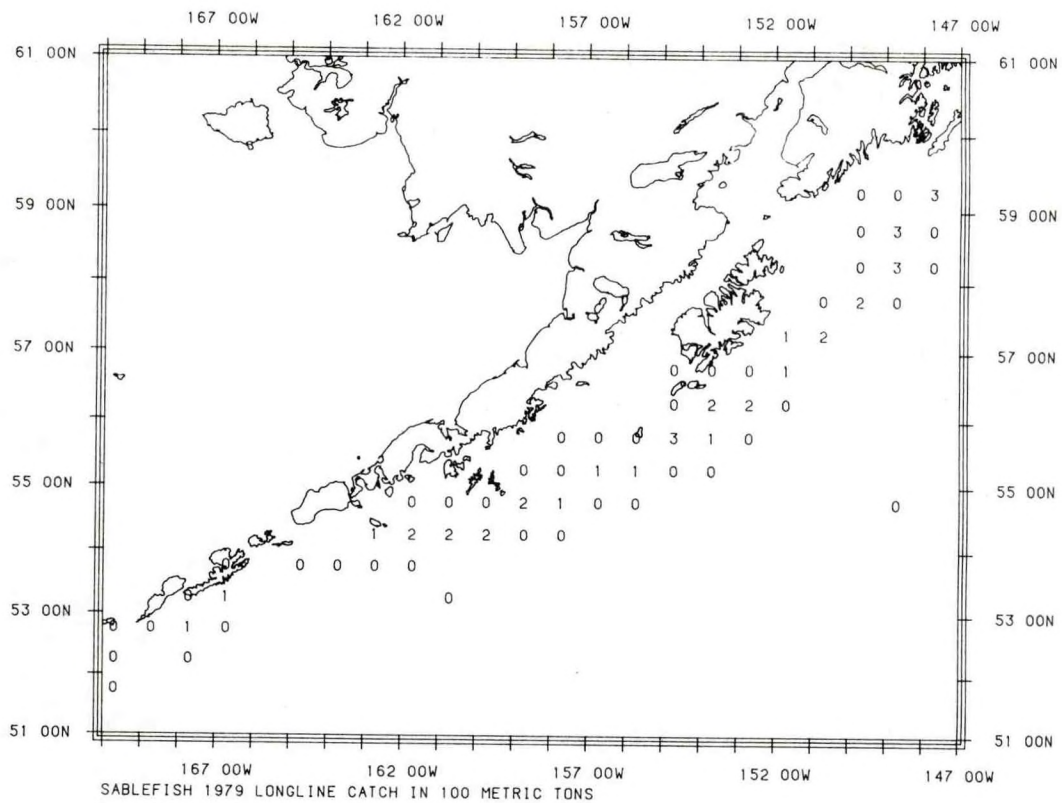 167 00W 162 00W 157 00W 152 00W 147 00W
61 00N 61 00N
59 00N 0 0 3
59 00N
0 3 0
0 3 0
0 2 0
57 00N 1 2
57 00N
0 0 0 1
0 2 2 0
0 0 0 3 1 0
0 0 1 1 0 0
55 00N 55 00N
0 0 0 2 1 0 0 0
1 2 2 2 0 0
0 0 0 0
0 1 0
53 00N 53 00N
0 0 1 0
0 0
0
51 00N 51 00N
167 00W 162 00W 157 00W 152 00W 147 00W
SABLEFISH 1979 LONGLINE CATCH IN 100 METRIC TONS